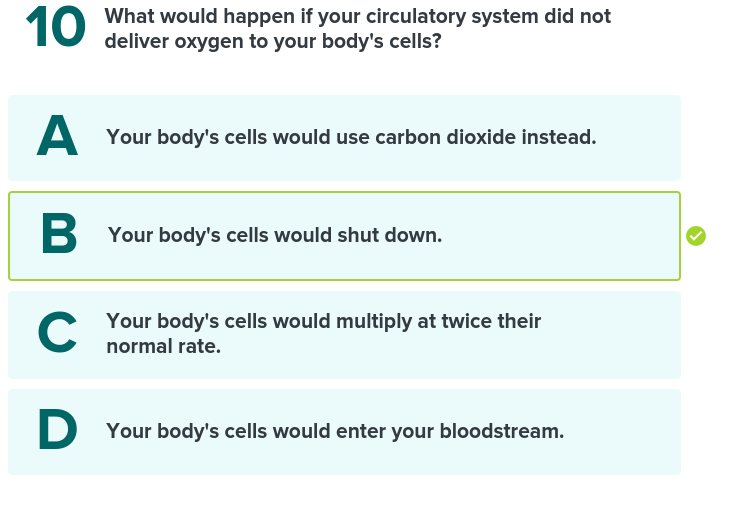 10 What would happen if your circulatory system did not
deliver oxygen to your body's cells?
A Your body's cells would use carbon dioxide instead.
B Your body's cells would shut down.
C Your body's cells would multiply at twice their
normal rate.
D Your body's cells would enter your bloodstream.